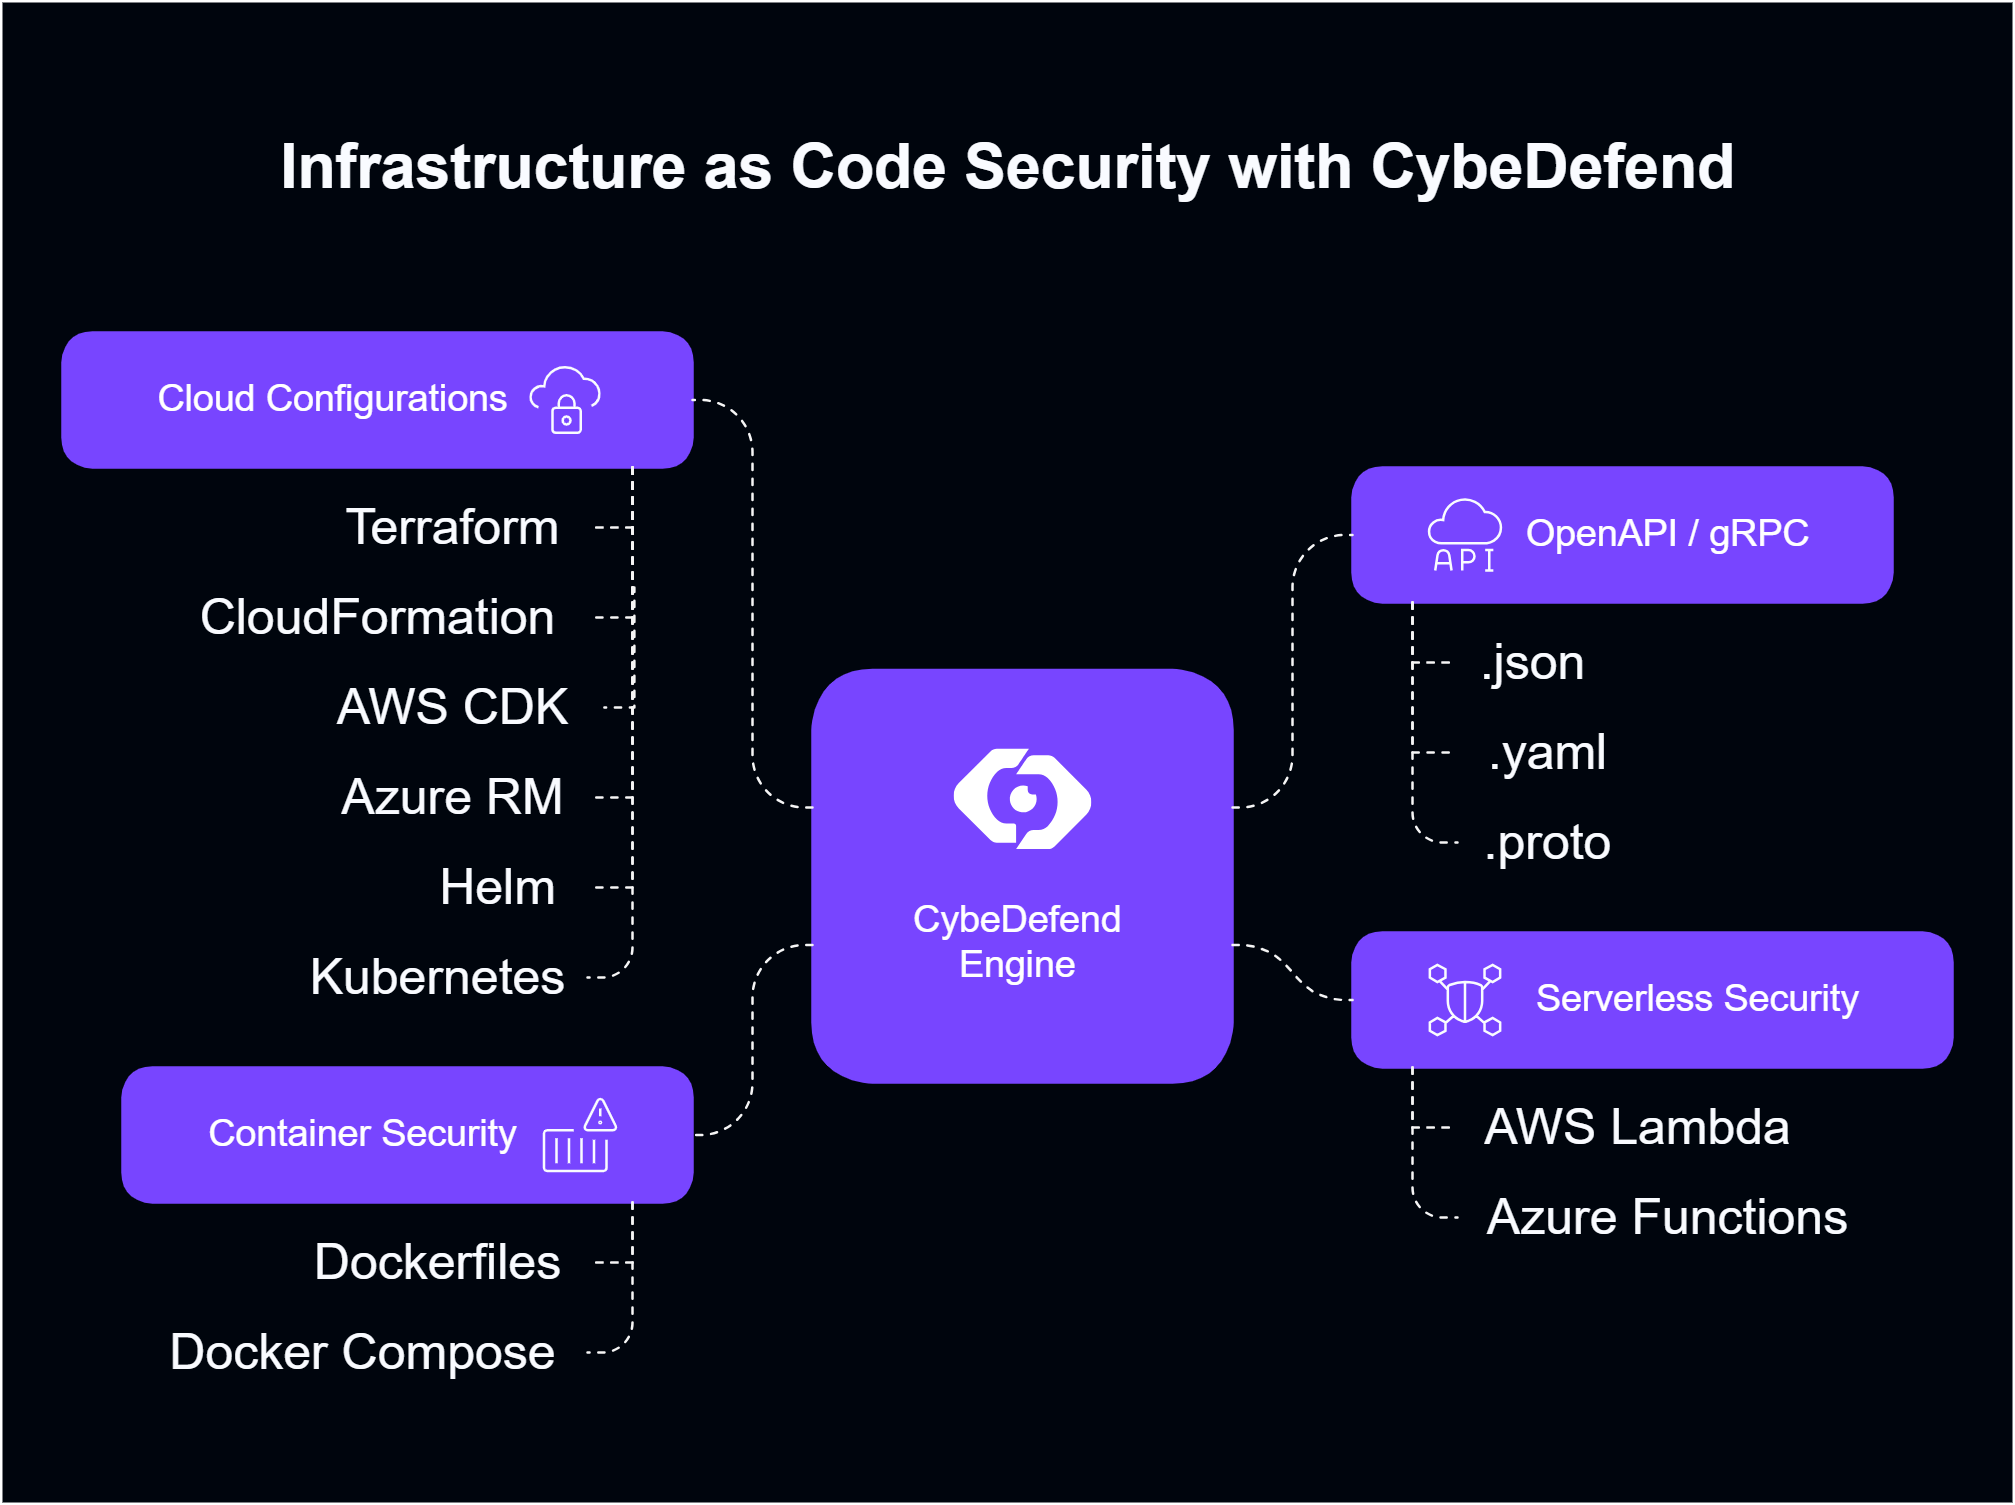 Infrastructure as Code Security with CybeDefend
Cloud Configurations
Terraform
CloudFormation
AWS CDK
Azure RM
Helm
Kubernetes
Container Security
Dockerfiles
Docker Compose
CybeDefend
Engine
API
OpenAPI / gRPC
.json
.yaml
.proto
Serverless Security
AWS Lambda
Azure Functions